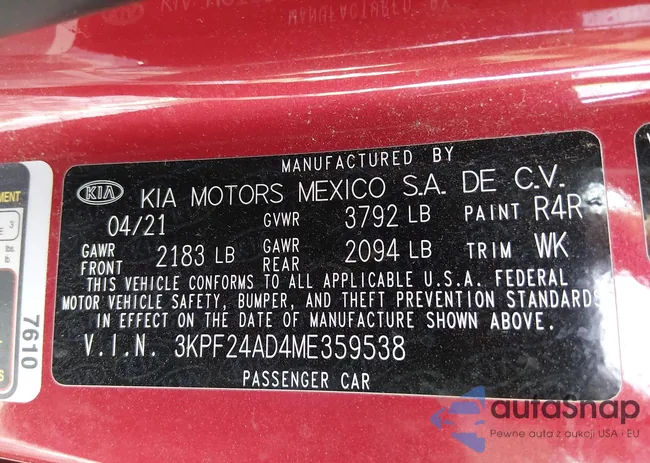 MANUFACTURED BY
KIA KIA MOTORS MEXICO S.A. DE C.V.
04/21 GVWR 3792 LB PAINT R4R
GAWR FRONT 2183 LB GAWR REAR 2094 LB TRIM WK
THIS VEHICLE CONFORMS TO ALL APPLICABLE U.S.A. FEDERAL
MOTOR VEHICLE SAFETY, BUMPER, AND THEFT PREVENTION STANDARDS
IN EFFECT ON THE DATE OF MANUFACTURE SHOWN ABOVE.
V.I.N. 3KPF24AD4ME359538
PASSENGER CAR
7610
autoSnap
Pewne auta z aukcji USA i EU